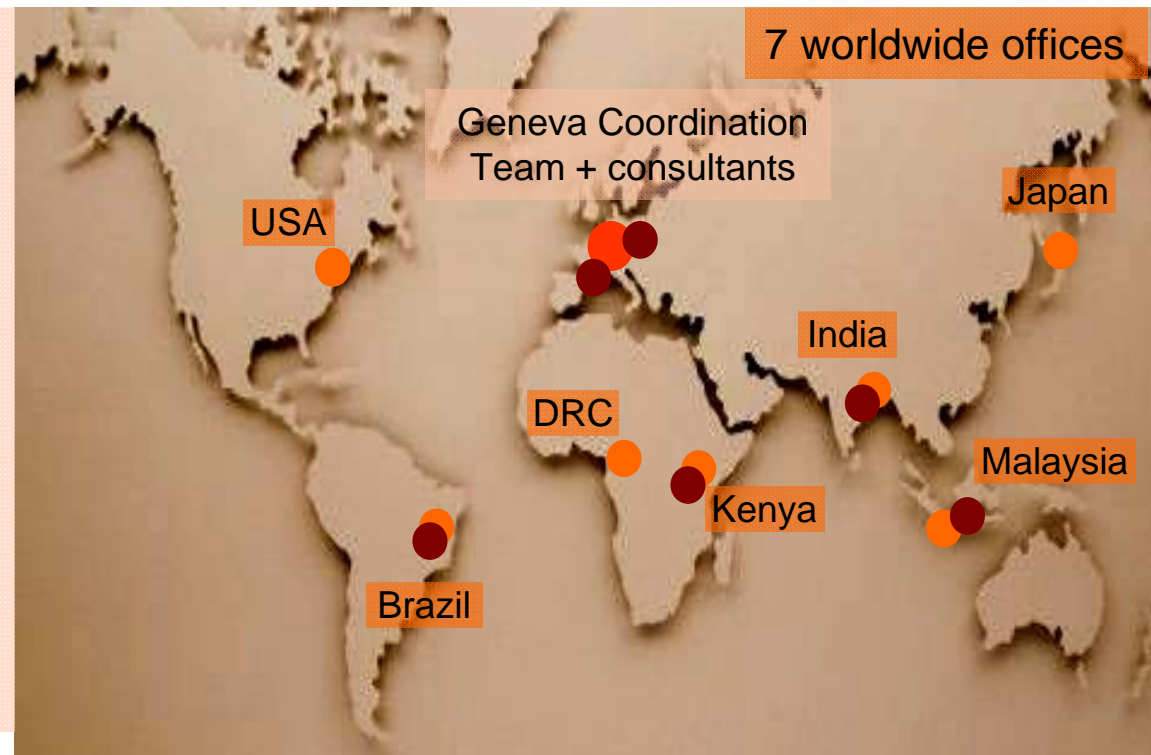 7 worldwide offices
Geneva Coordination
Team + consultants
USA
Japan
India
DRC
Malaysia
Kenya
Brazil